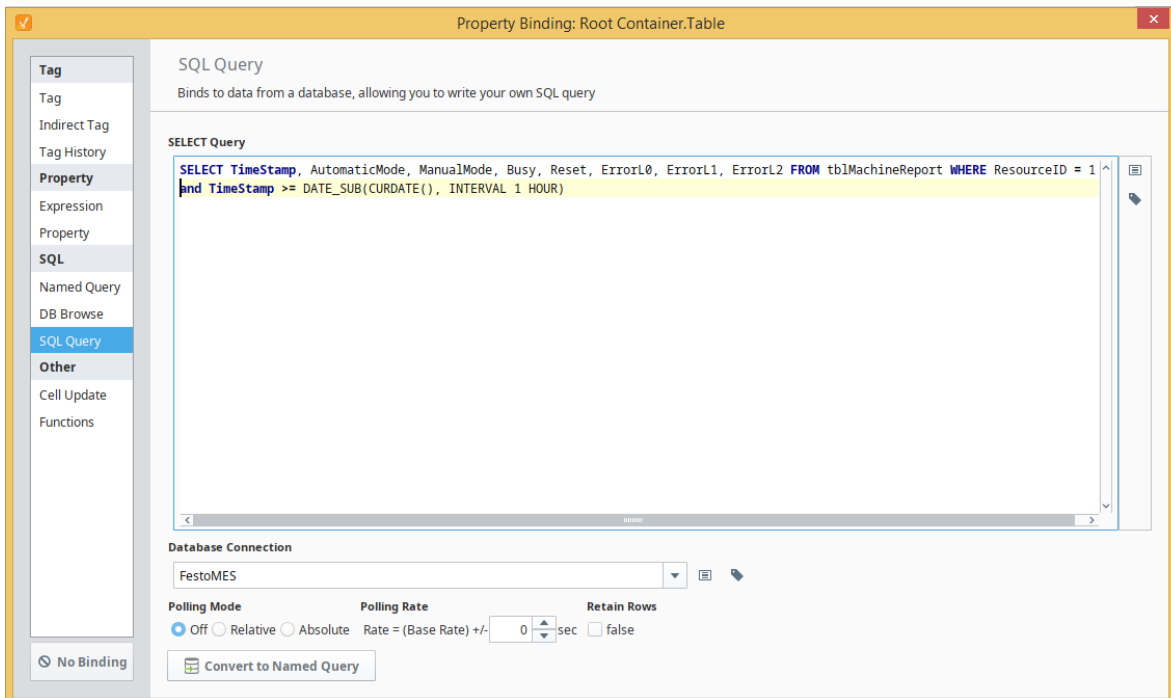 Property Binding: Root Container.Table
Tag
Tag
Indirect Tag
Tag History
Property
Expression
Property
SQL
Named Query
DB Browse
SQL Query
Other
Cell Update
Functions
No Binding
SQL Query
Binds to data from a database, allowing you to write your own SQL query
SELECT Query
SELECT TimeStamp, AutomaticMode, ManualMode, Busy, Reset, ErrorL0, ErrorL1, ErrorL2 FROM tblMachineReport WHERE ResourceID = 1
and TimeStamp >= DATE_SUB(CURDATE(), INTERVAL 1 HOUR)
Database Connection
FestoMES
Polling Mode Polling Rate Retain Rows
Off Relative Absolute Rate = (Base Rate) +/- 0 sec false
Convert to Named Query